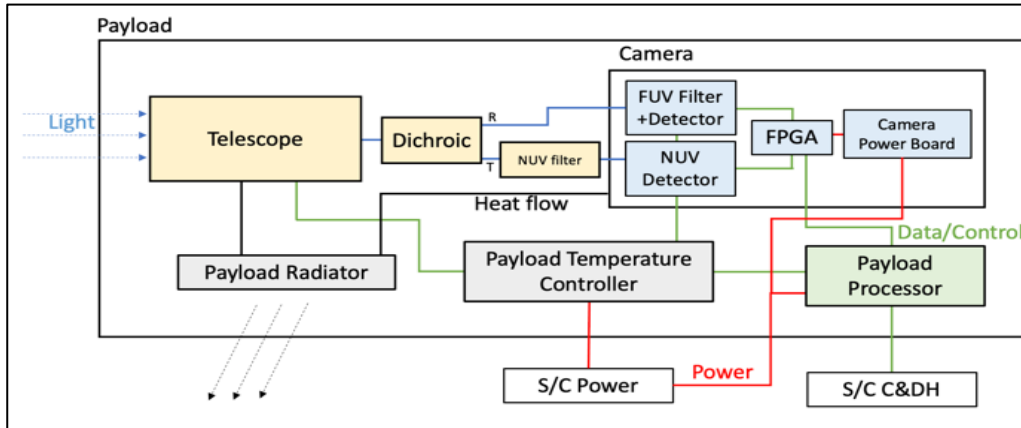 Payload
Camera
Light
Telescope
Dichroic
R
T
NUV filter
FUV Filter
+Detector
NUV
Detector
FPGA
Camera
Power Board
Heat flow
Data/Control
Payload Radiator
Payload Temperature
Controller
Payload
Processor
Power
S/C Power
S/C C&DH